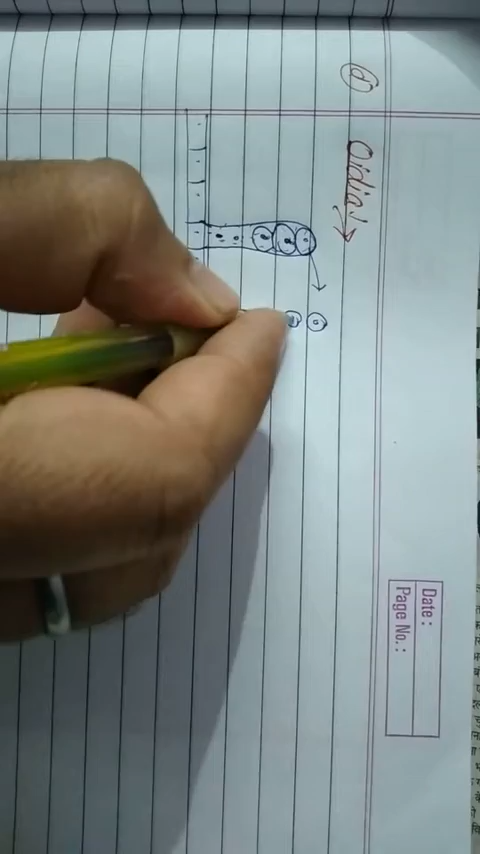 (d) Oidia↓
Date :
Page No. :